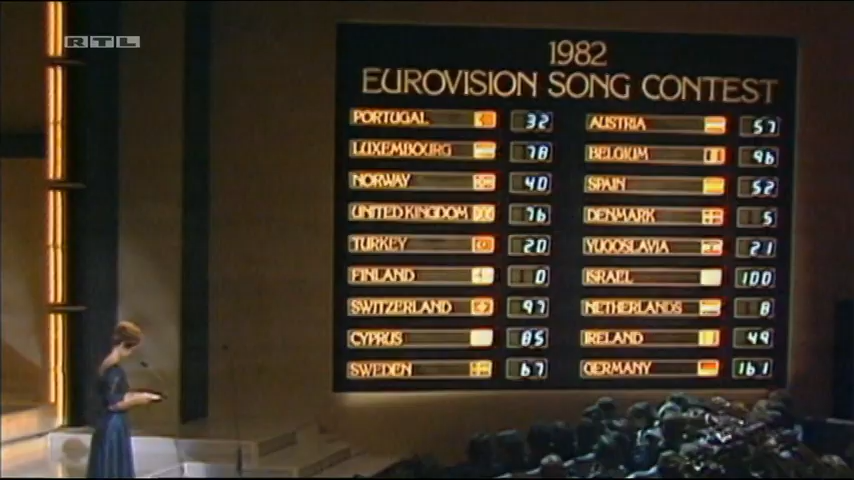 RTL
1982
EUROVISION SONG CONTEST
PORTUGAL 32
LUXEMBOURG 78
NORWAY 40
UNITED KINGDOM 76
TURKEY 20
FINLAND 0
SWITZERLAND 97
CYPRUS 85
SWEDEN 67
AUSTRIA 57
BELGIUM 96
SPAIN 52
DENMARK 5
YUGOSLAVIA 21
ISRAEL 100
NETHERLANDS 8
IRELAND 49
GERMANY 161